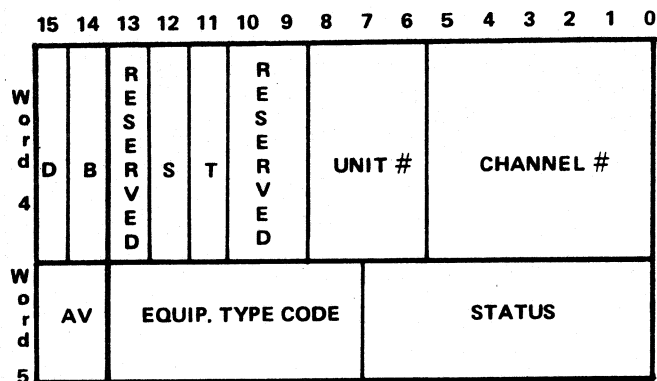 15 14 13 12 11 10 9 8 7 6 5 4 3 2 1 0
Word 4
D
B
RESERVED
S
T
RESERVED
UNIT #
CHANNEL #
Word 5
AV
EQUIP. TYPE CODE
STATUS